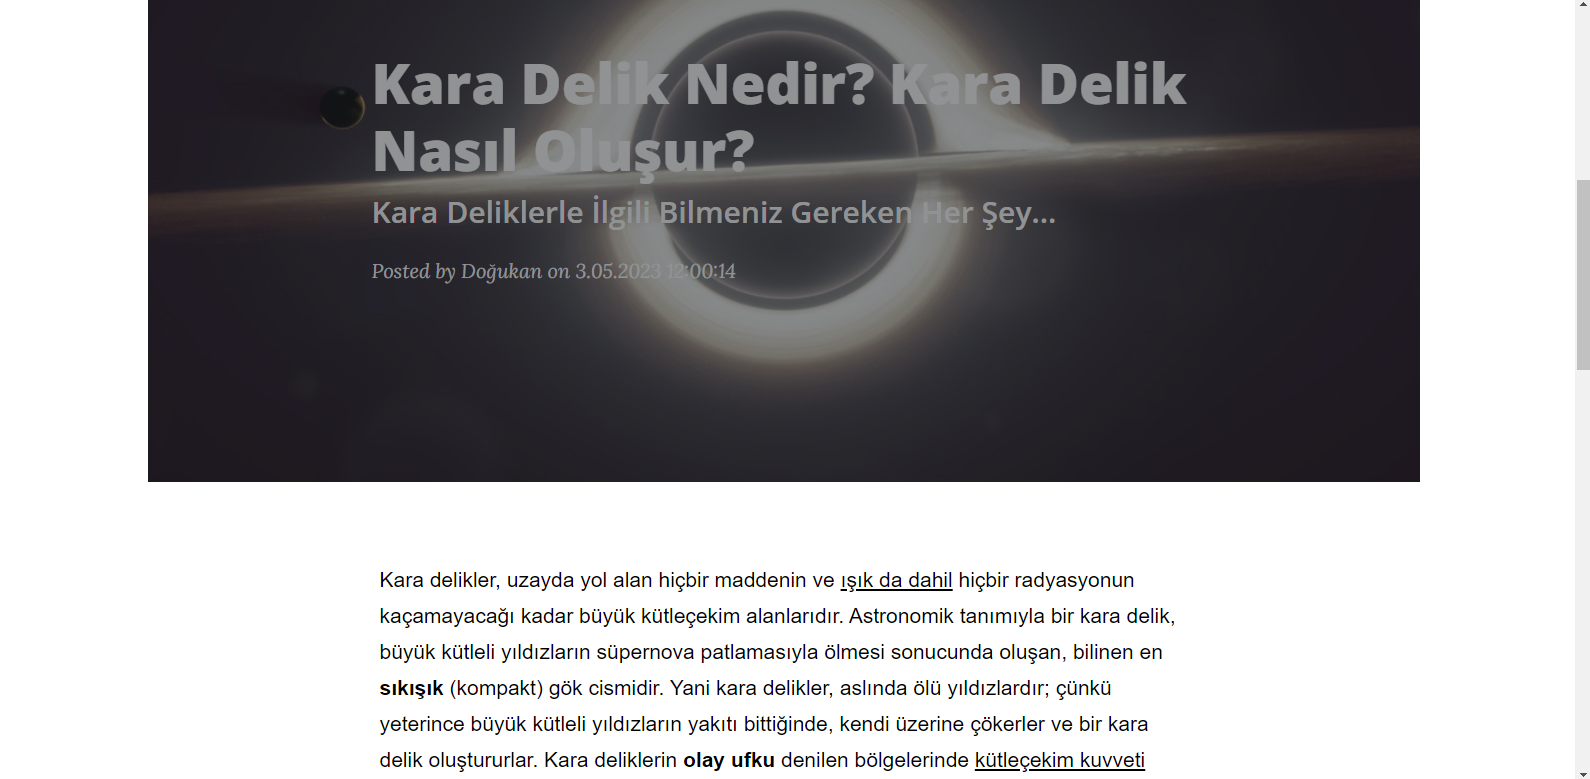 Kara Delik Nedir? Kara Delik
Nasıl Oluşur?
Kara Deliklerle İlgili Bilmeniz Gereken Her Şey...
Posted by Doğukan on 3.05.2023 12:00:14
Kara delikler, uzayda yol alan hiçbir maddenin ve ışık da dahil hiçbir radyasyonun
kaçamayacağı kadar büyük kütleçekim alanlarıdır. Astronomik tanımıyla bir kara delik,
büyük kütleli yıldızların süpernova patlamasıyla ölmesi sonucunda oluşan, bilinen en
sıkışık (kompakt) gök cismidir. Yani kara delikler, aslında ölü yıldızlardır; çünkü
yeterince büyük kütleli yıldızların yakıtı bittiğinde, kendi üzerine çökerler ve bir kara
delik oluştururlar. Kara deliklerin olay ufku denilen bölgelerinde kütleçekim kuvveti